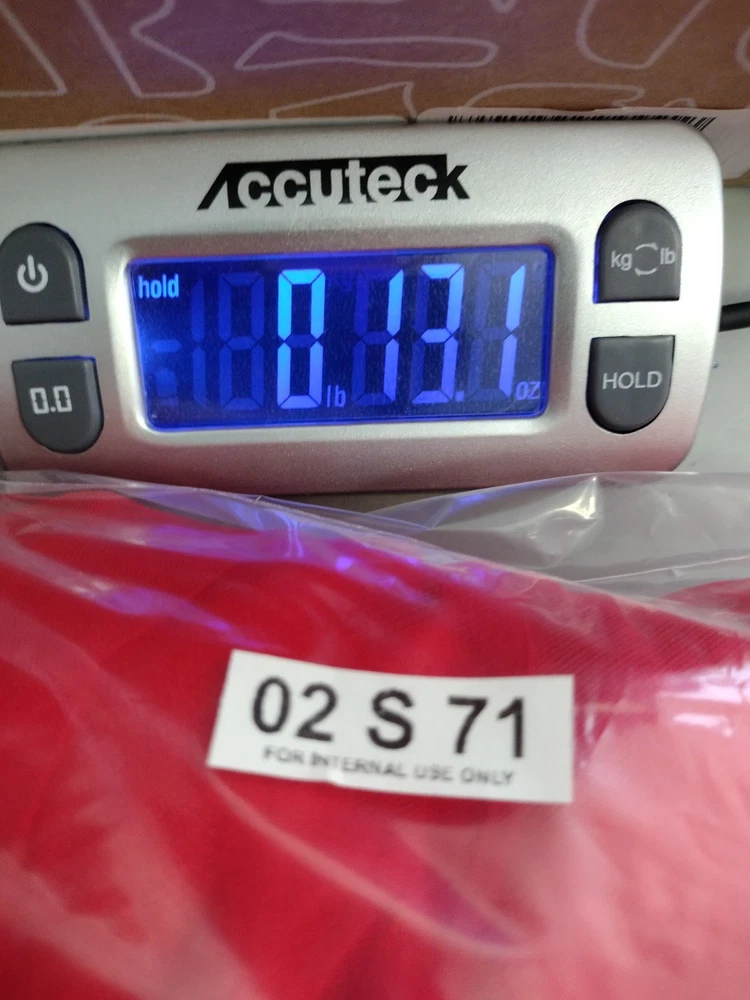 Accuteck
hold 0 lb 13.1 oz
kg lb
0.0
HOLD
02 S 71
FOR INTERNAL USE ONLY